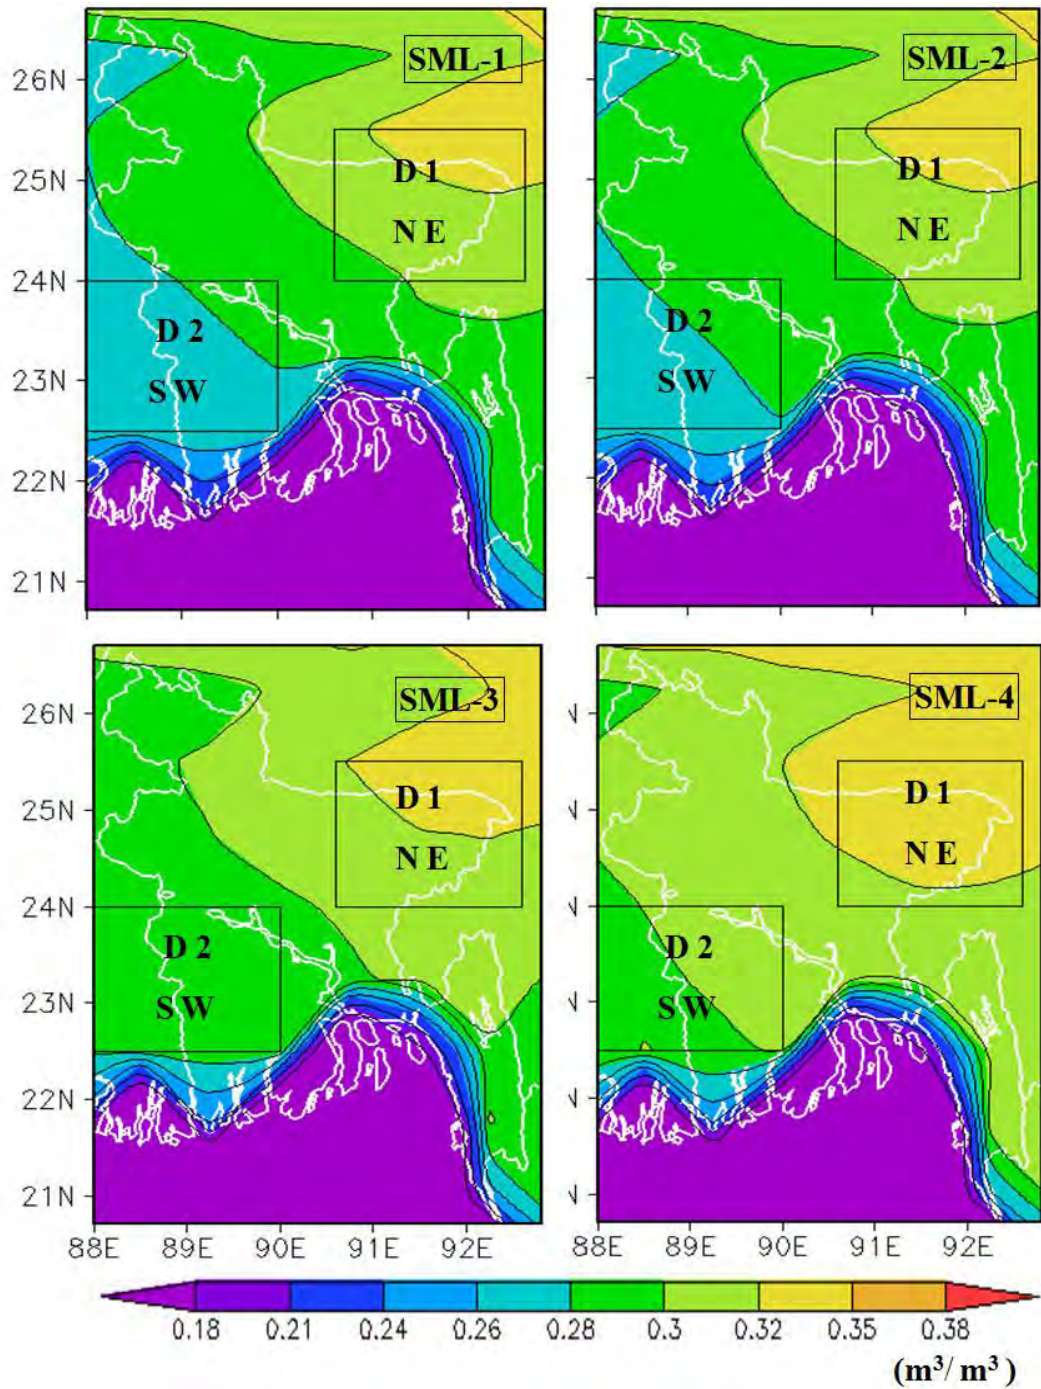 SML-1
SML-2
26N
D 1
D 1
25N
N E
N E
24N
D 2
D 2
23N
S W
S W
22N
21N
SML-3
SML-4
26N
D 1
D 1
25N
N E
N E
24N
D 2
D 2
23N
S W
S W
22N
21N
88E 89E 90E 91E 92E
88E 89E 90E 91E 92E
0.18 0.21 0.24 0.26 0.28 0.3 0.32 0.35 0.38
(m³/ m³ )